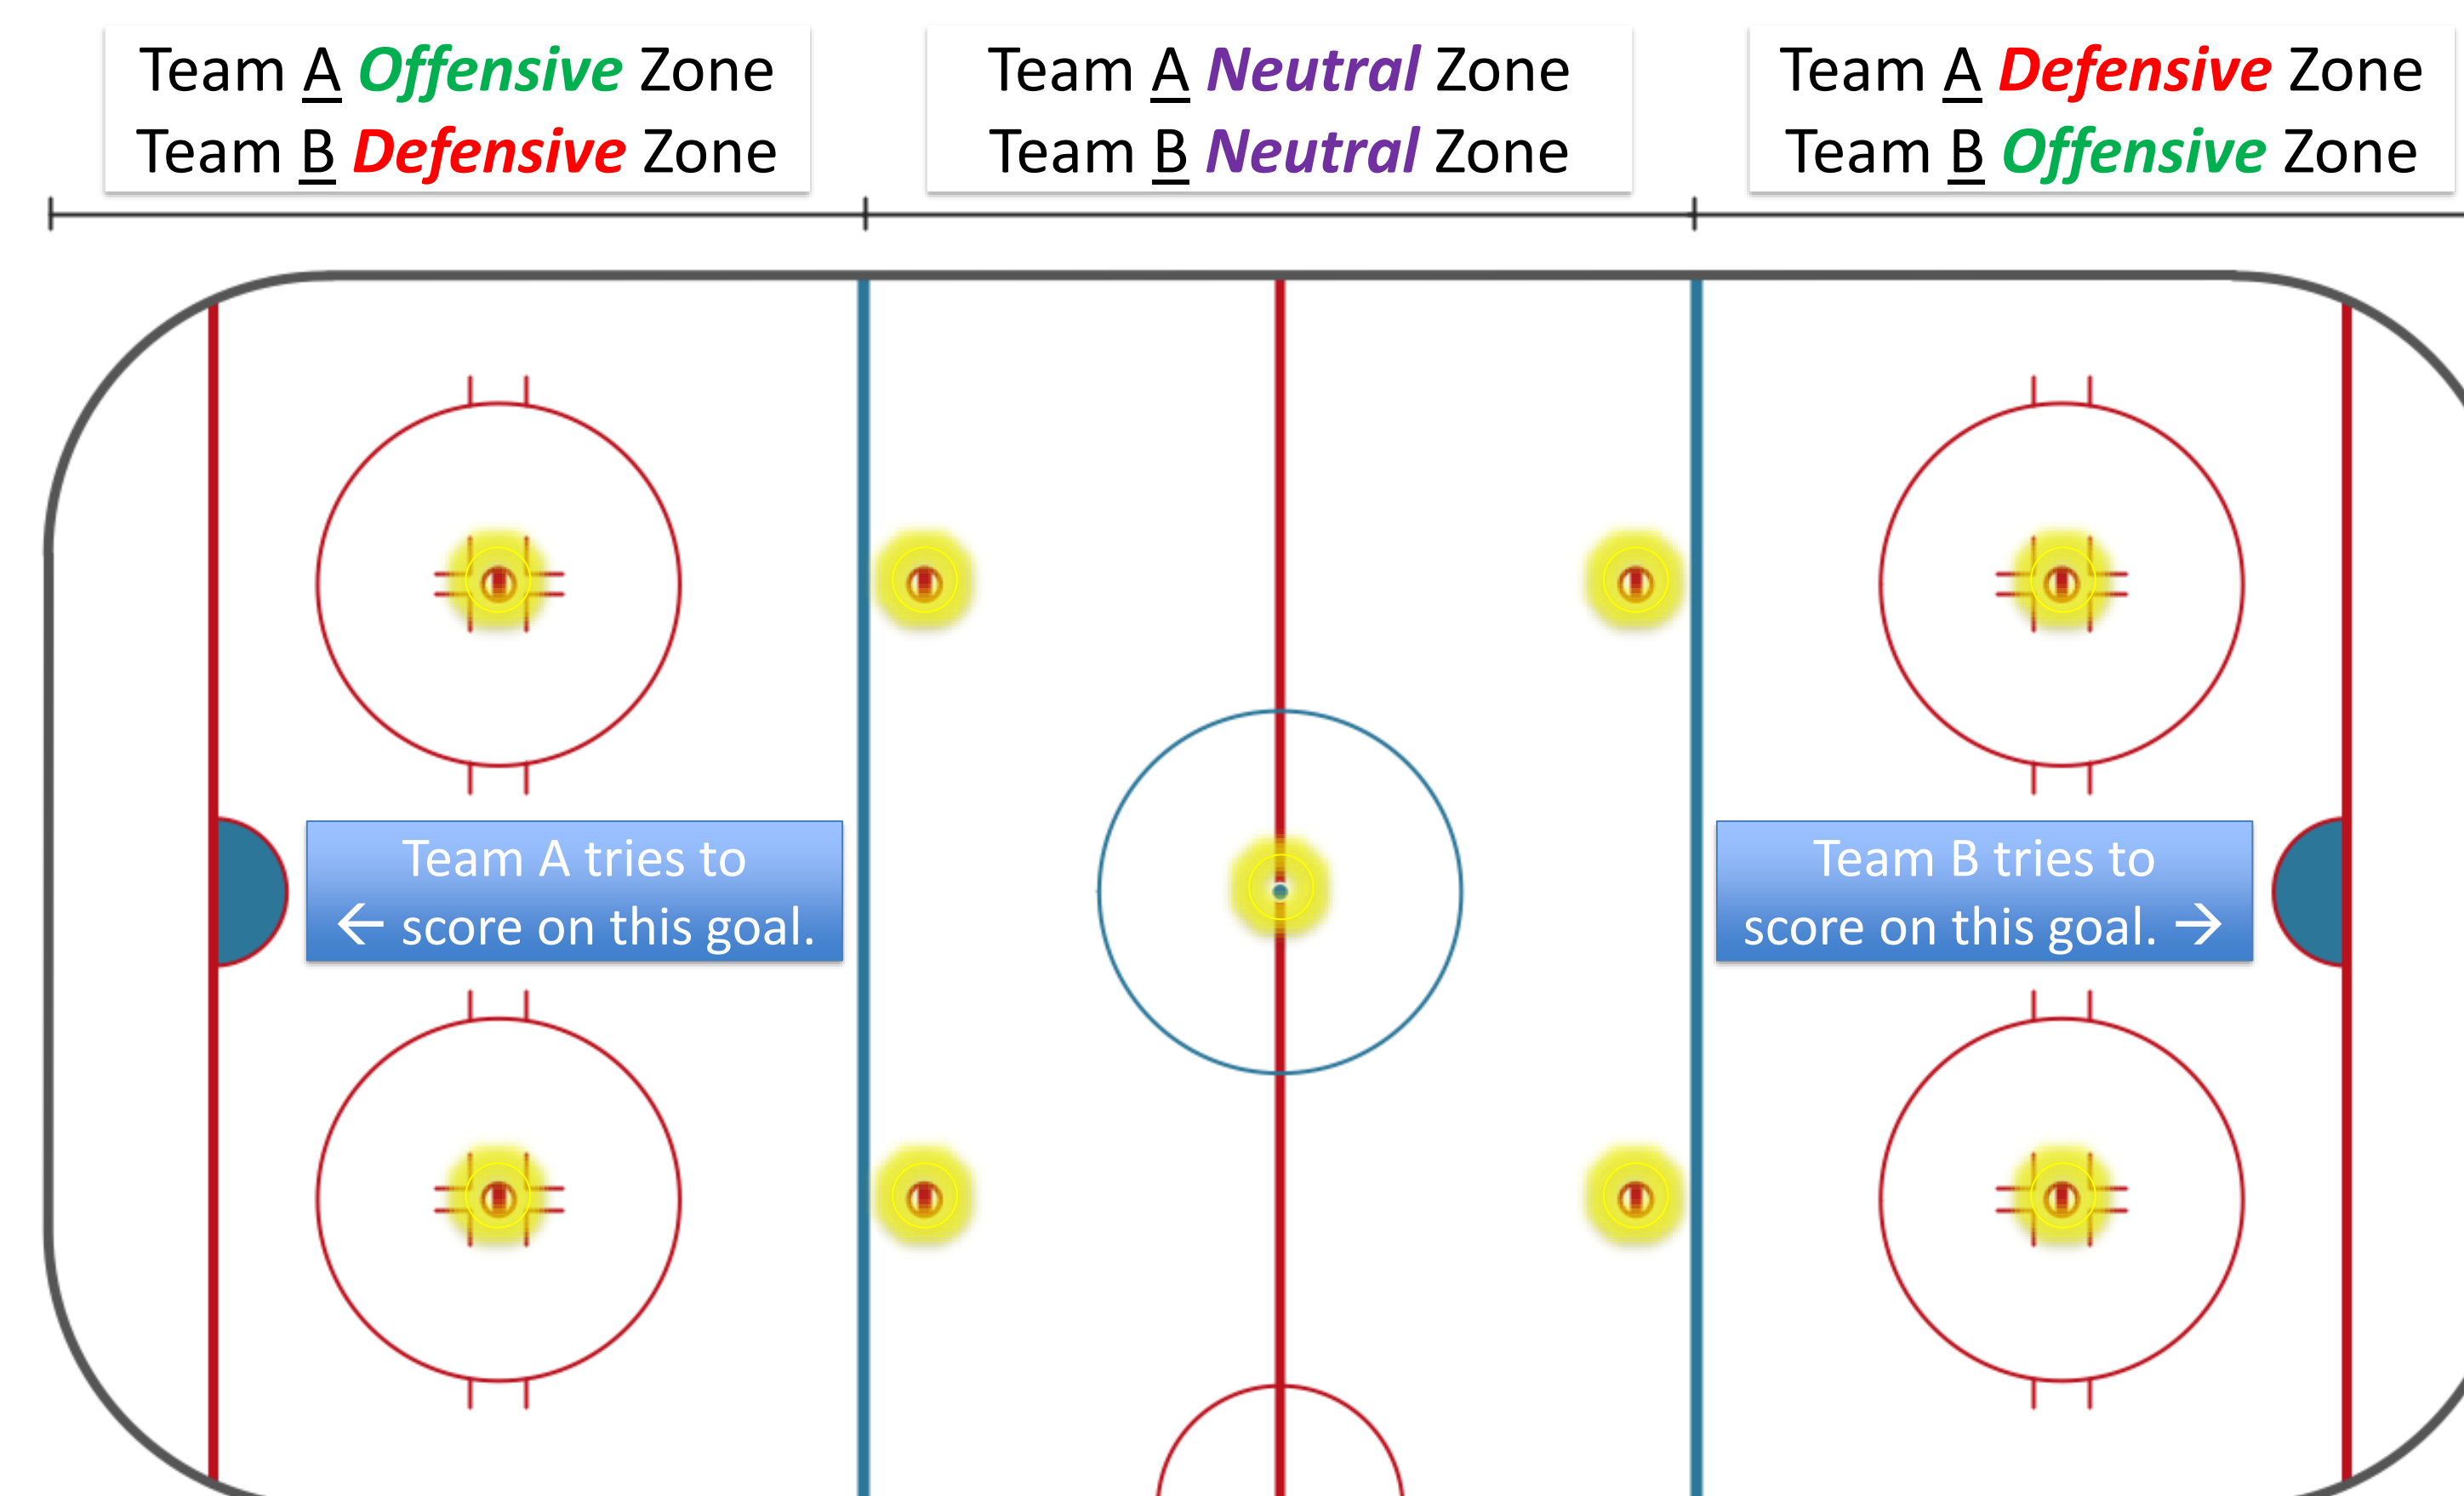 Team A Offensive Zone
Team B Defensive Zone
Team A Neutral Zone
Team B Neutral Zone
Team A Defensive Zone
Team B Offensive Zone
Team A tries to
← score on this goal.
Team B tries to
score on this goal. →